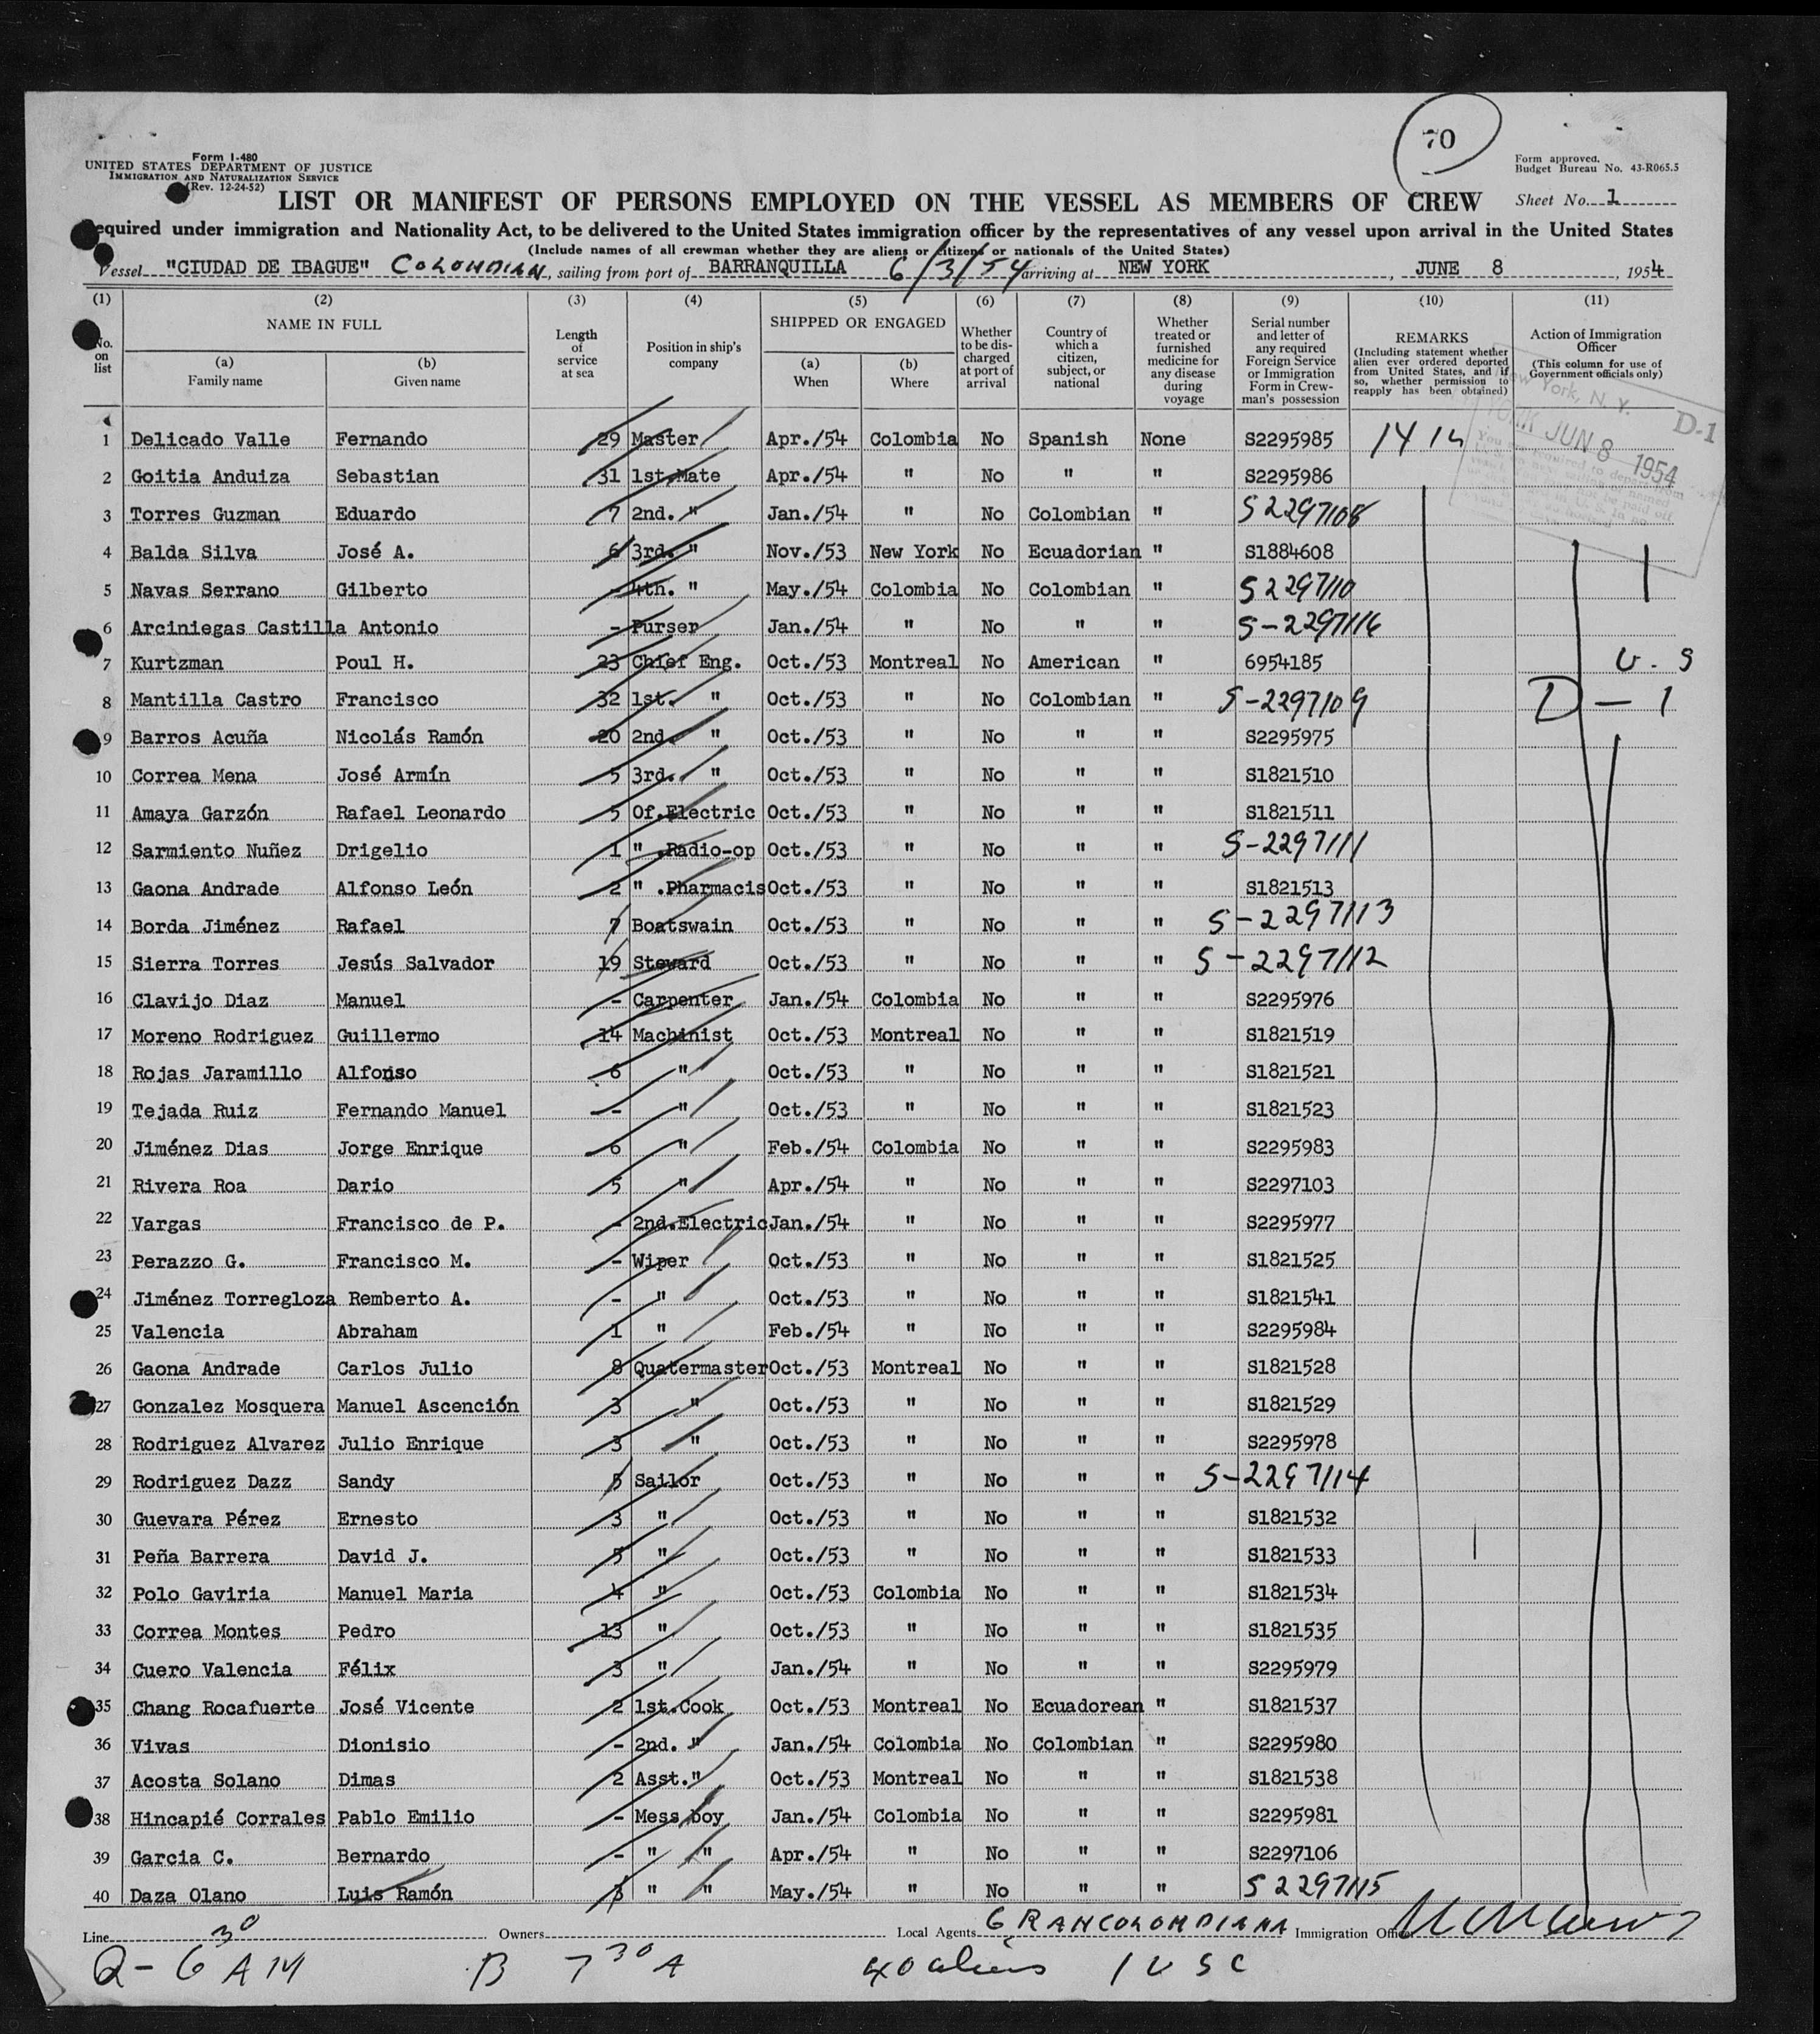 70
Form I-480
UNITED STATES DEPARTMENT OF JUSTICE
IMMIGRATION AND NATURALIZATION SERVICE
(Rev. 12-24-52)
Form approved.
Budget Bureau No. 43-R065.5
LIST OR MANIFEST OF PERSONS EMPLOYED ON THE VESSEL AS MEMBERS OF CREW
Sheet No. 1
equired under immigration and Nationality Act, to be delivered to the United States immigration officer by the representatives of any vessel upon arrival in the United States
(Include names of all crewman whether they are aliens or citizens or nationals of the United States)
Vessel "CIUDAD DE IBAGUE" COLOMBIAN, sailing from port of BARRANQUILLA 6/3/54 arriving at NEW YORK, JUNE 8, 1954
(1) (2) (3) (4) (5) (6) (7) (8) (9) (10) (11)
No. on list
NAME IN FULL
(a) Family name
(b) Given name
Length of service at sea
Position in ship's company
SHIPPED OR ENGAGED
(a) When
(b) Where
Whether to be discharged at port of arrival
Country of which a citizen, subject, or national
Whether treated or furnished medicine for any disease during voyage
Serial number and letter of any required Foreign Service or Immigration Form in Crewman's possession
REMARKS
(Including statement whether alien ever ordered deported from United States, and if so, whether permission to reapply has been obtained)
Action of Immigration Officer
(This column for use of Government officials only)
New York, N. Y.
D-1
YORK JUN 8 1954
1 Delicado Valle Fernando 29 Master Apr./54 Colombia No Spanish None S2295985
2 Goitia Anduiza Sebastian 31 1st.Mate Apr./54 " No " " S2295986
3 Torres Guzman Eduardo 7 2nd. " Jan./54 " No Colombian " S2297108
4 Balda Silva José A. 6 3rd. " Nov./53 New York No Ecuadorian " S1884608
5 Navas Serrano Gilberto - 4th. " May./54 Colombia No Colombian " S2297110
6 Arciniegas Castilla Antonio - Purser Jan./54 " No " " S-2297116
7 Kurtzman Poul H. 23 Chief Eng. Oct./53 Montreal No American " 6954185 U.S
8 Mantilla Castro Francisco 32 1st. " Oct./53 " No Colombian " S-2297109 D-1
9 Barros Acuña Nicolás Ramón 20 2nd. " Oct./53 " No " " S2295975
10 Correa Mena José Armín 5 3rd. " Oct./53 " No " " S1821510
11 Amaya Garzón Rafael Leonardo 5 Of.Electric Oct./53 " No " " S1821511
12 Sarmiento Nuñez Drigelio 1 " .Radio-op Oct./53 " No " " S-2297111
13 Gaona Andrade Alfonso León 2 " .Pharmacis Oct./53 " No " " S1821513
14 Borda Jiménez Rafael 7 Boatswain Oct./53 " No " " S-2297113
15 Sierra Torres Jesús Salvador 19 Steward Oct./53 " No " " S-2297112
16 Clavijo Diaz Manuel - Carpenter Jan./54 Colombia No " " S2295976
17 Moreno Rodriguez Guillermo 14 Machinist Oct./53 Montreal No " " S1821519
18 Rojas Jaramillo Alfonso 6 " Oct./53 " No " " S1821521
19 Tejada Ruiz Fernando Manuel - " Oct./53 " No " " S1821523
20 Jiménez Dias Jorge Enrique 6 " Feb./54 Colombia No " " S2295983
21 Rivera Roa Dario 5 " Apr./54 " No " " S2297103
22 Vargas Francisco de P. - 2nd.Electric Jan./54 " No " " S2295977
23 Perazzo G. Francisco M. - Wiper Oct./53 " No " " S1821525
24 Jiménez Torregloza Remberto A. - " Oct./53 " No " " S1821541
25 Valencia Abraham 1 " Feb./54 " No " " S2295984
26 Gaona Andrade Carlos Julio 8 Quatermaster Oct./53 Montreal No " " S1821528
27 Gonzalez Mosquera Manuel Ascención 3 " Oct./53 " No " " S1821529
28 Rodriguez Alvarez Julio Enrique 3 " Oct./53 " No " " S2295978
29 Rodriguez Dazz Sandy 5 Sailor Oct./53 " No " " S-2297114
30 Guevara Pérez Ernesto 3 " Oct./53 " No " " S1821532
31 Peña Barrera David J. 5 " Oct./53 " No " " S1821533
32 Polo Gaviria Manuel Maria 4 " Oct./53 Colombia No " " S1821534
33 Correa Montes Pedro 13 " Oct./53 " No " " S1821535
34 Cuero Valencia Félix 3 " Jan./54 " No " " S2295979
35 Chang Rocafuerte José Vicente 2 1st.Cook Oct./53 Montreal No Ecuadorean " S1821537
36 Vivas Dionisio - 2nd. " Jan./54 Colombia No Colombian " S2295980
37 Acosta Solano Dimas 2 Asst." Oct./53 Montreal No " " S1821538
38 Hincapié Corrales Pablo Emilio - Mess boy Jan./54 Colombia No " " S2295981
39 Garcia C. Bernardo - " " Apr./54 " No " " S2297106
40 Daza Olano Luis Ramón 3 " " May./54 " No " " S2297115
Line Owners Local Agents GRANCOLOMBIANA Immigration Officer
Q- 6 30 AM B 7 30 A 40 aliens 1 USC